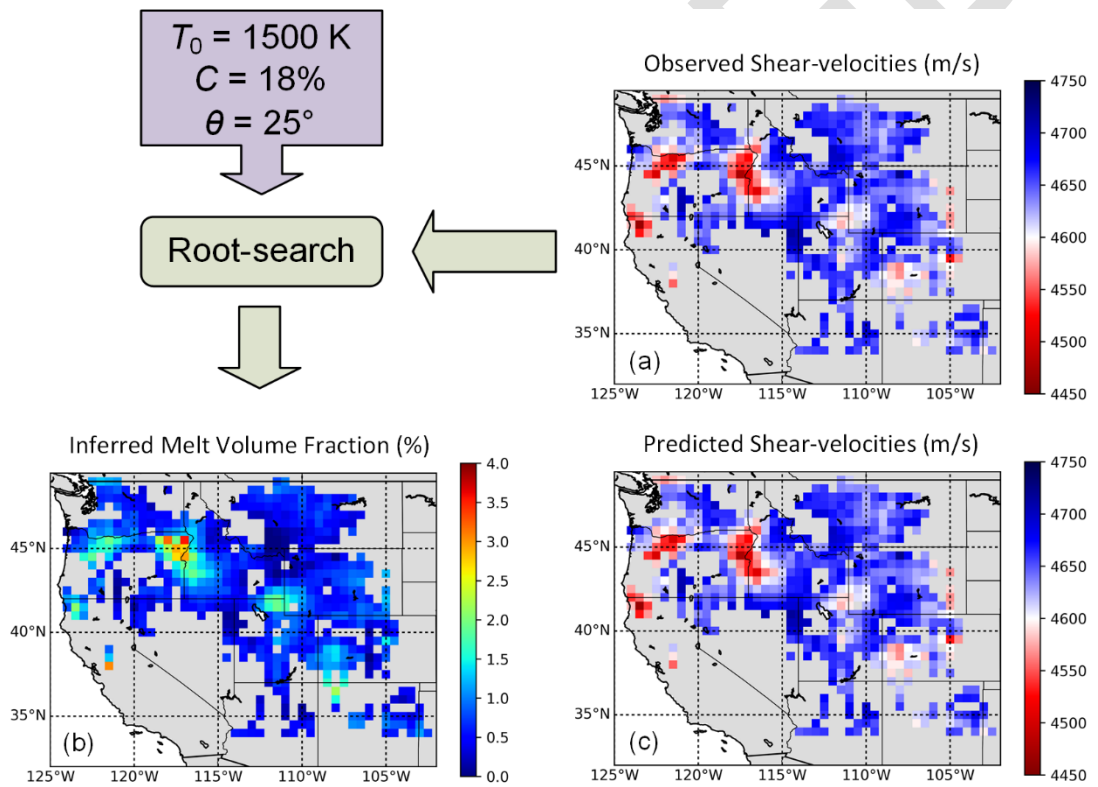 T₀ = 1500 K
C = 18%
θ = 25°
Root-search
Observed Shear-velocities (m/s)
45°N
40°N
35°N
(a)
125°W
120°W
115°W
110°W
105°W
4750
4700
4650
4600
4550
4500
4450
Inferred Melt Volume Fraction (%)
45°N
40°N
35°N
(b)
125°W
120°W
115°W
110°W
105°W
4.0
3.5
3.0
2.5
2.0
1.5
1.0
0.5
0.0
Predicted Shear-velocities (m/s)
45°N
40°N
35°N
(c)
125°W
120°W
115°W
110°W
105°W
4750
4700
4650
4600
4550
4500
4450